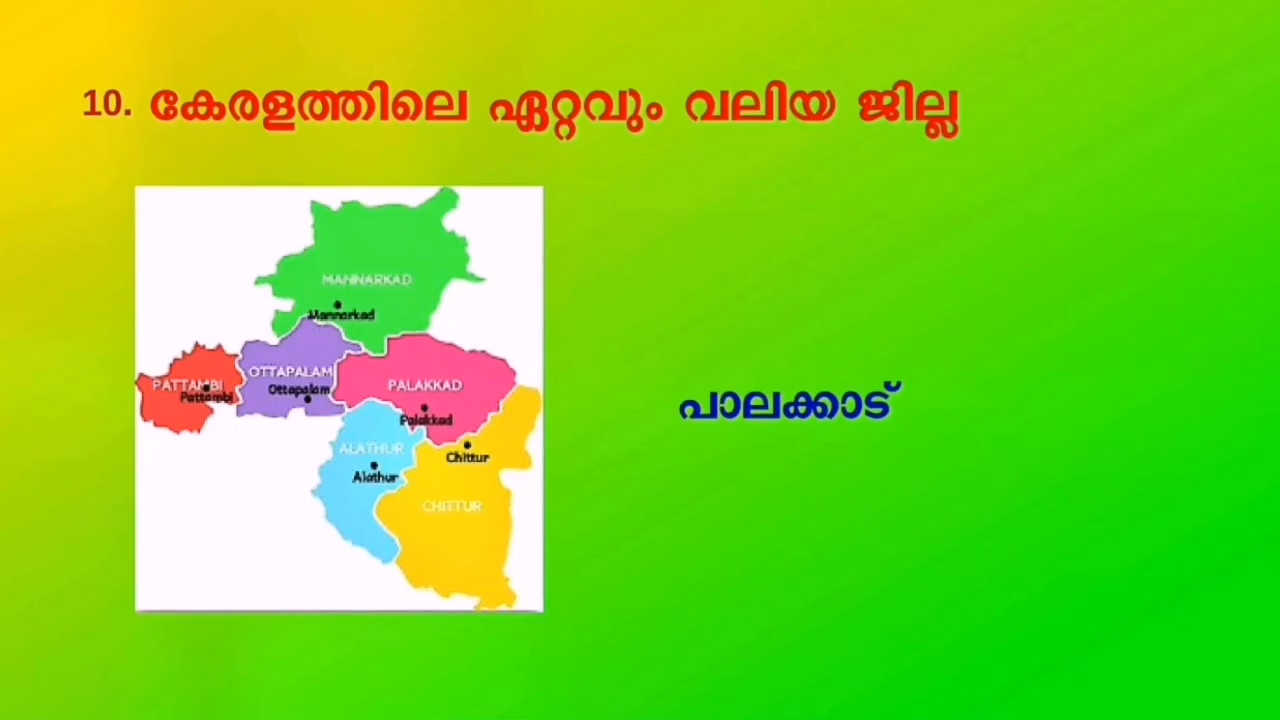 10. കേരളത്തിലെ ഏറ്റവും വലിയ ജില്ല
MANNARKAD
Mannarkad
OTTAPALAM
Ottapalam
PATTAMBI
Pattambi
PALAKKAD
Palakkad
പാലക്കാട്
ALATHUR
Alathur
Chittur
CHITTUR